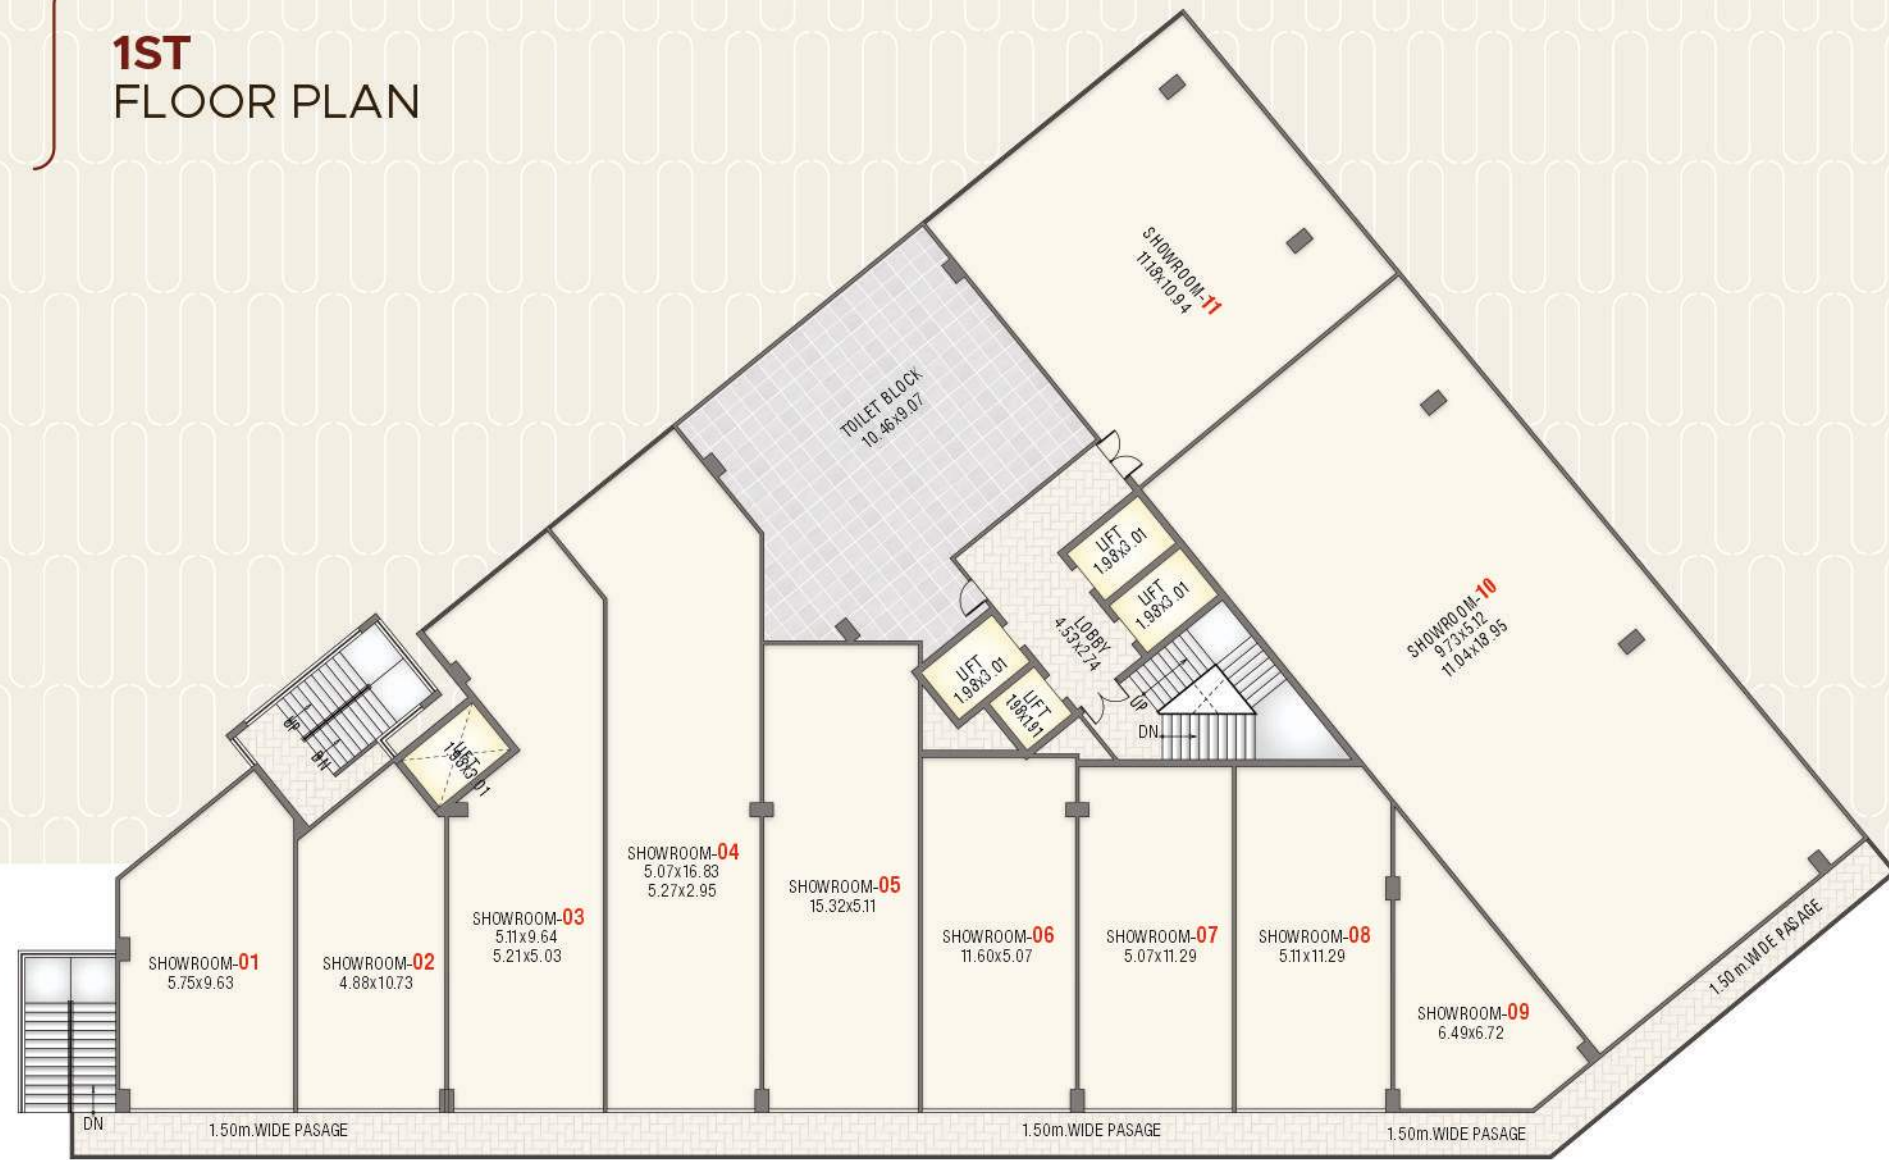 1ST
FLOOR PLAN
SHOWROOM-11
11.18x10.94
TOILET BLOCK
10.46x9.07
LIFT
1.98x3.01
LIFT
1.98x3.01
SHOWROOM-10
9.73x5.12
11.04x18.95
LOBBY
4.53x2.74
LIFT
1.98x3.01
LIFT
1.98x1.91
UP
DN
UP
DN
LIFT
1.98x3.01
SHOWROOM-04
5.07x16.83
5.27x2.95
SHOWROOM-05
15.32x5.11
SHOWROOM-03
5.11x9.64
5.21x5.03
SHOWROOM-06
11.60x5.07
SHOWROOM-07
5.07x11.29
SHOWROOM-08
5.11x11.29
SHOWROOM-01
5.75x9.63
SHOWROOM-02
4.88x10.73
SHOWROOM-09
6.49x6.72
1.50 m.WIDE PASAGE
DN
1.50m.WIDE PASAGE
1.50m.WIDE PASAGE
1.50m.WIDE PASAGE